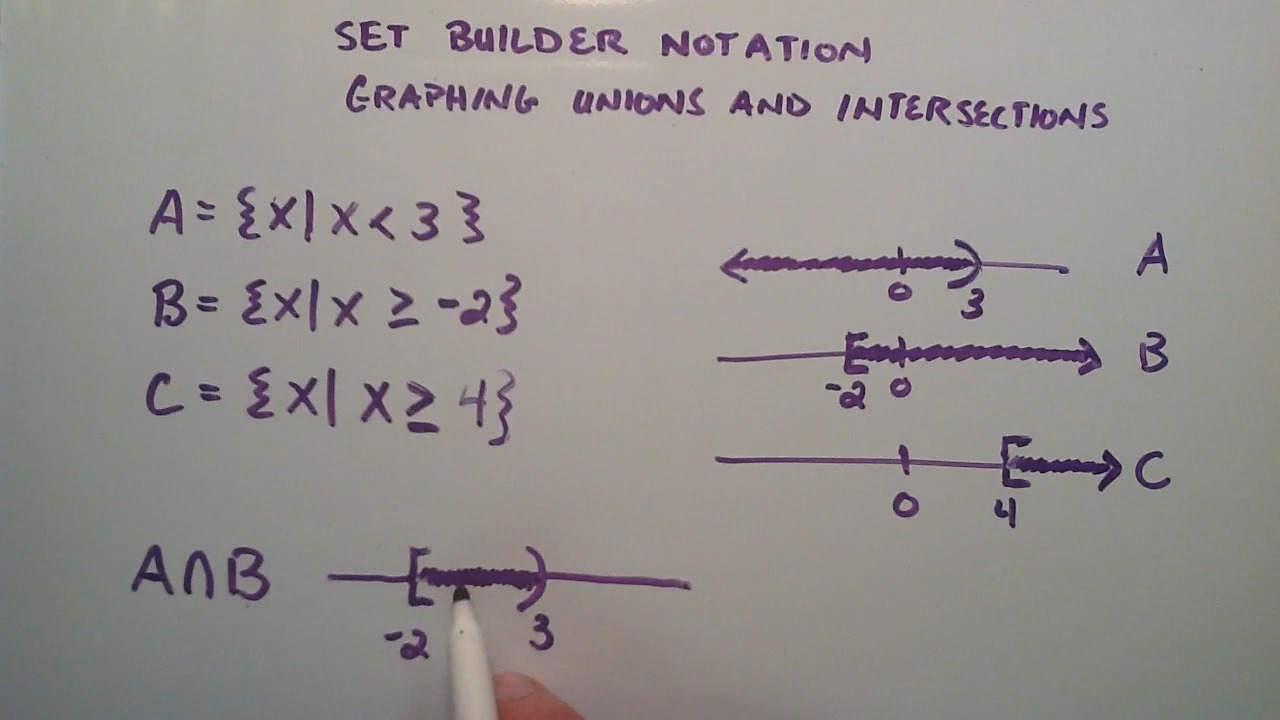 SET BUILDER NOTATION
GRAPHING UNIONS AND INTERSECTIONS
A = {x | x < 3}
B = {x | x ≥ -2}
C = {x | x ≥ 4}
0 3 A
-2 0 B
0 4 C
A ∩ B
-2 3